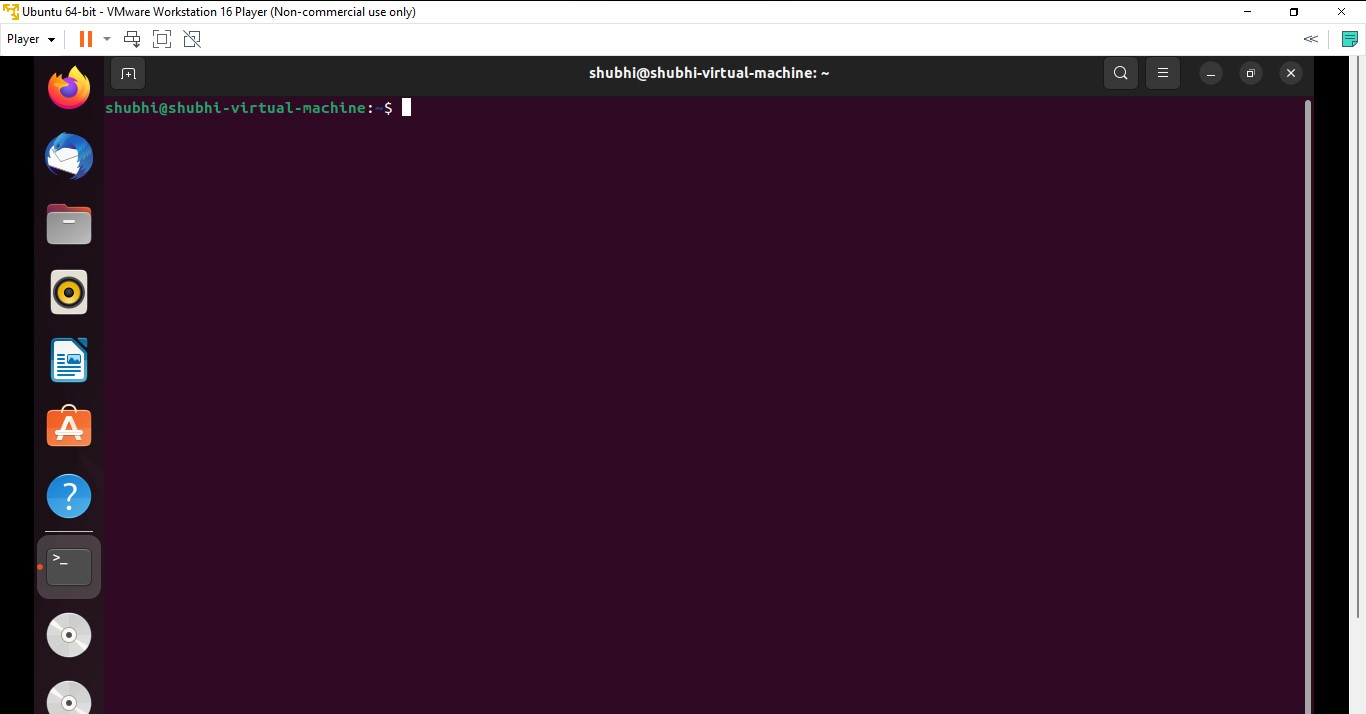 Ubuntu 64-bit - VMware Workstation 16 Player (Non-commercial use only)
Player
shubhi@shubhi-virtual-machine: ~
shubhi@shubhi-virtual-machine:~$
>_